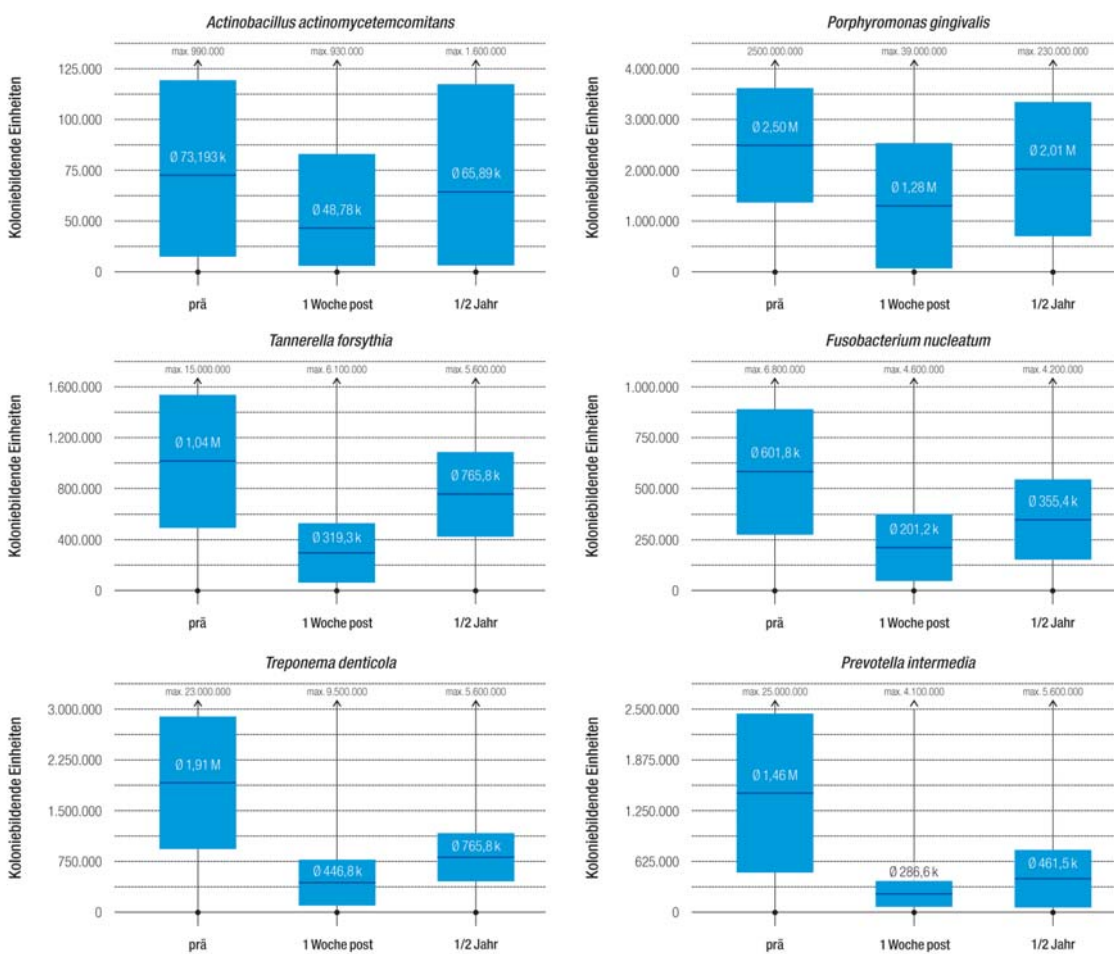 Actinobacillus actinomycetemcomitans
Koloniebildende Einheiten
max. 990.000 max. 930.000 max. 1.600.000
125.000
100.000
75.000
50.000
0
Ø 73,193 k
Ø 48,78 k
Ø 65,89 k
prä 1 Woche post 1/2 Jahr
Porphyromonas gingivalis
Koloniebildende Einheiten
2500.000.000 max. 39.000.000 max. 230.000.000
4.000.000
3.000.000
2.000.000
1.000.000
0
Ø 2,50 M
Ø 1,28 M
Ø 2,01 M
prä 1 Woche post 1/2 Jahr
Tannerella forsythia
Koloniebildende Einheiten
max. 15.000.000 max. 6.100.000 max. 5.600.000
1.600.000
1.200.000
800.000
400.000
0
Ø 1,04 M
Ø 319,3 k
Ø 765,8 k
prä 1 Woche post 1/2 Jahr
Fusobacterium nucleatum
Koloniebildende Einheiten
max. 6.800.000 max. 4.600.000 max. 4.200.000
1.000.000
750.000
500.000
250.000
0
Ø 601,8 k
Ø 201,2 k
Ø 355,4 k
prä 1 Woche post 1/2 Jahr
Treponema denticola
Koloniebildende Einheiten
max. 23.000.000 max. 9.500.000 max. 5.600.000
3.000.000
2.250.000
1.500.000
750.000
0
Ø 1,91 M
Ø 446,8 k
Ø 765,8 k
prä 1 Woche post 1/2 Jahr
Prevotella intermedia
Koloniebildende Einheiten
max. 25.000.000 max. 4.100.000 max. 5.600.000
2.500.000
1.875.000
1.250.000
625.000
0
Ø 1,46 M
Ø 286,6 k
Ø 461,5 k
prä 1 Woche post 1/2 Jahr